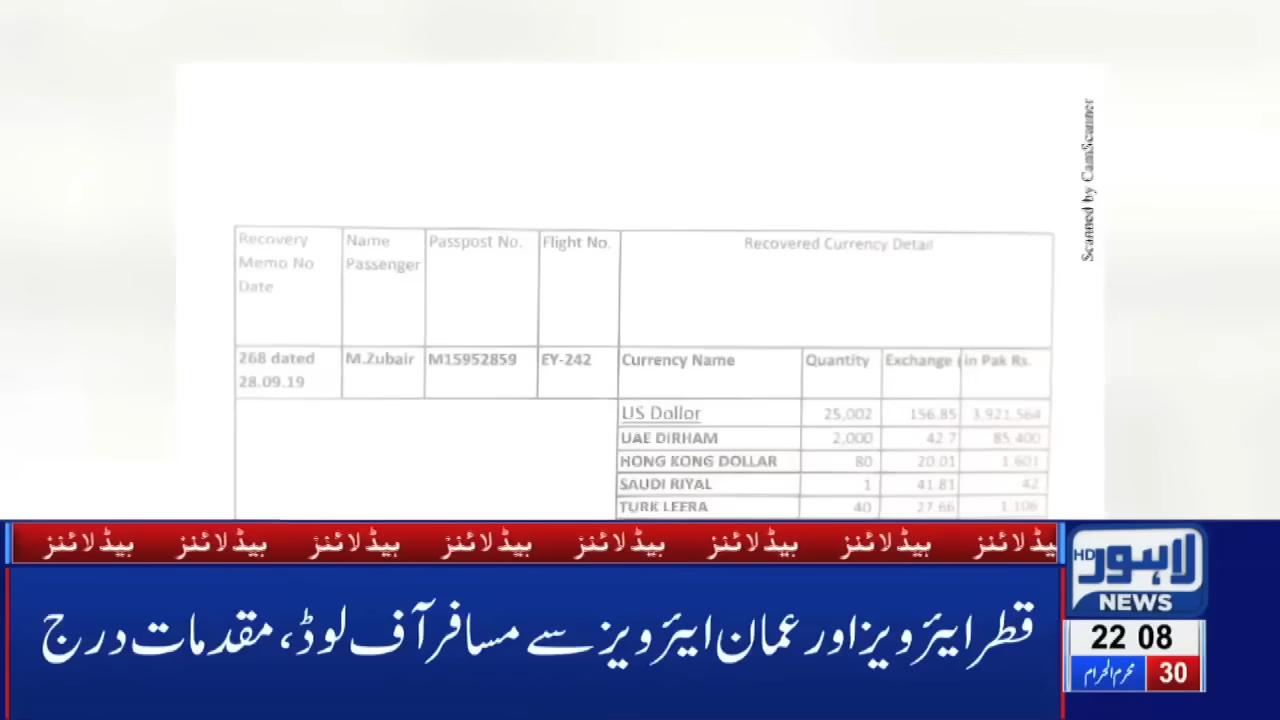 Scanned by CamScanner
Recovery Memo No Date
Name Passenger
Passpost No.
Flight No.
Recovered Currency Detail
268 dated 28.09.19
M.Zubair
M15952859
EY-242
Currency Name
Quantity
Exchange (
in Pak Rs.
US Dollor 25,002 156.85 3,921,564
UAE DIRHAM 2,000 42.7 85,400
HONG KONG DOLLAR 80 20.01 1,601
SAUDI RIYAL 1 41.81 42
TURK LEERA 40 27.66 1,106
ہیڈلائنز ہیڈلائنز ہیڈلائنز ہیڈلائنز ہیڈلائنز ہیڈلائنز ہیڈلائنز ہیڈلائنز
قطر ایئرویز اور عمان ایئرویز سے مسافر آف لوڈ، مقدمات درج
لاہور HD
NEWS
22 08
30 محرم الحرام